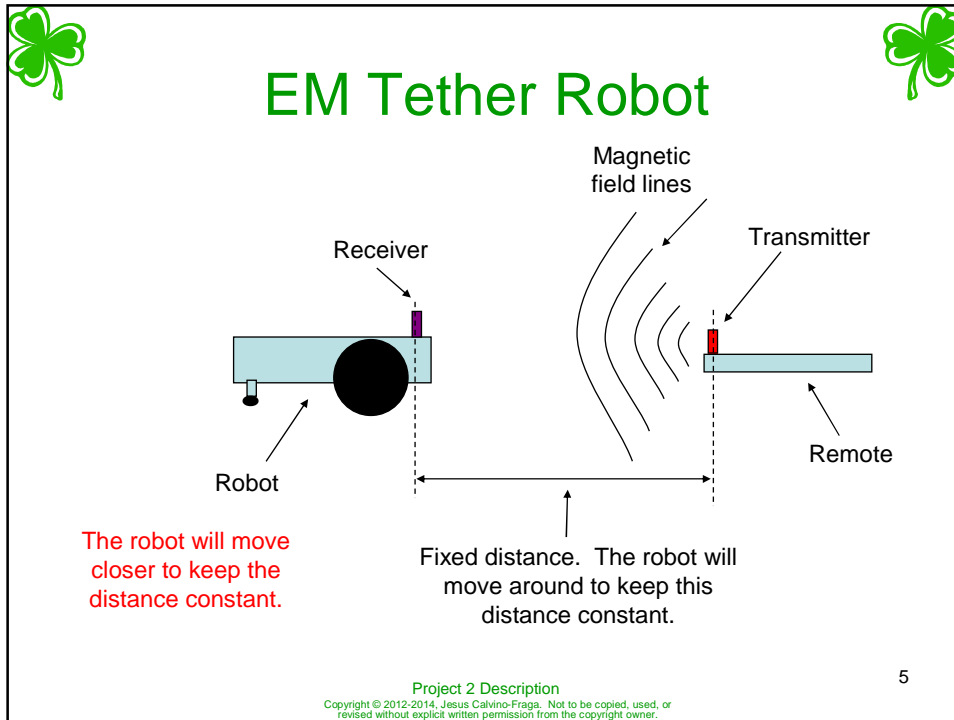 EM Tether Robot
Magnetic
field lines
Receiver
Transmitter
Robot
Remote
The robot will move
closer to keep the
distance constant.
Fixed distance.  The robot will
move around to keep this
distance constant.
5
Project 2 Description
Copyright © 2012-2014, Jesus Calvino-Fraga.  Not to be copied, used, or
revised without explicit written permission from the copyright owner.